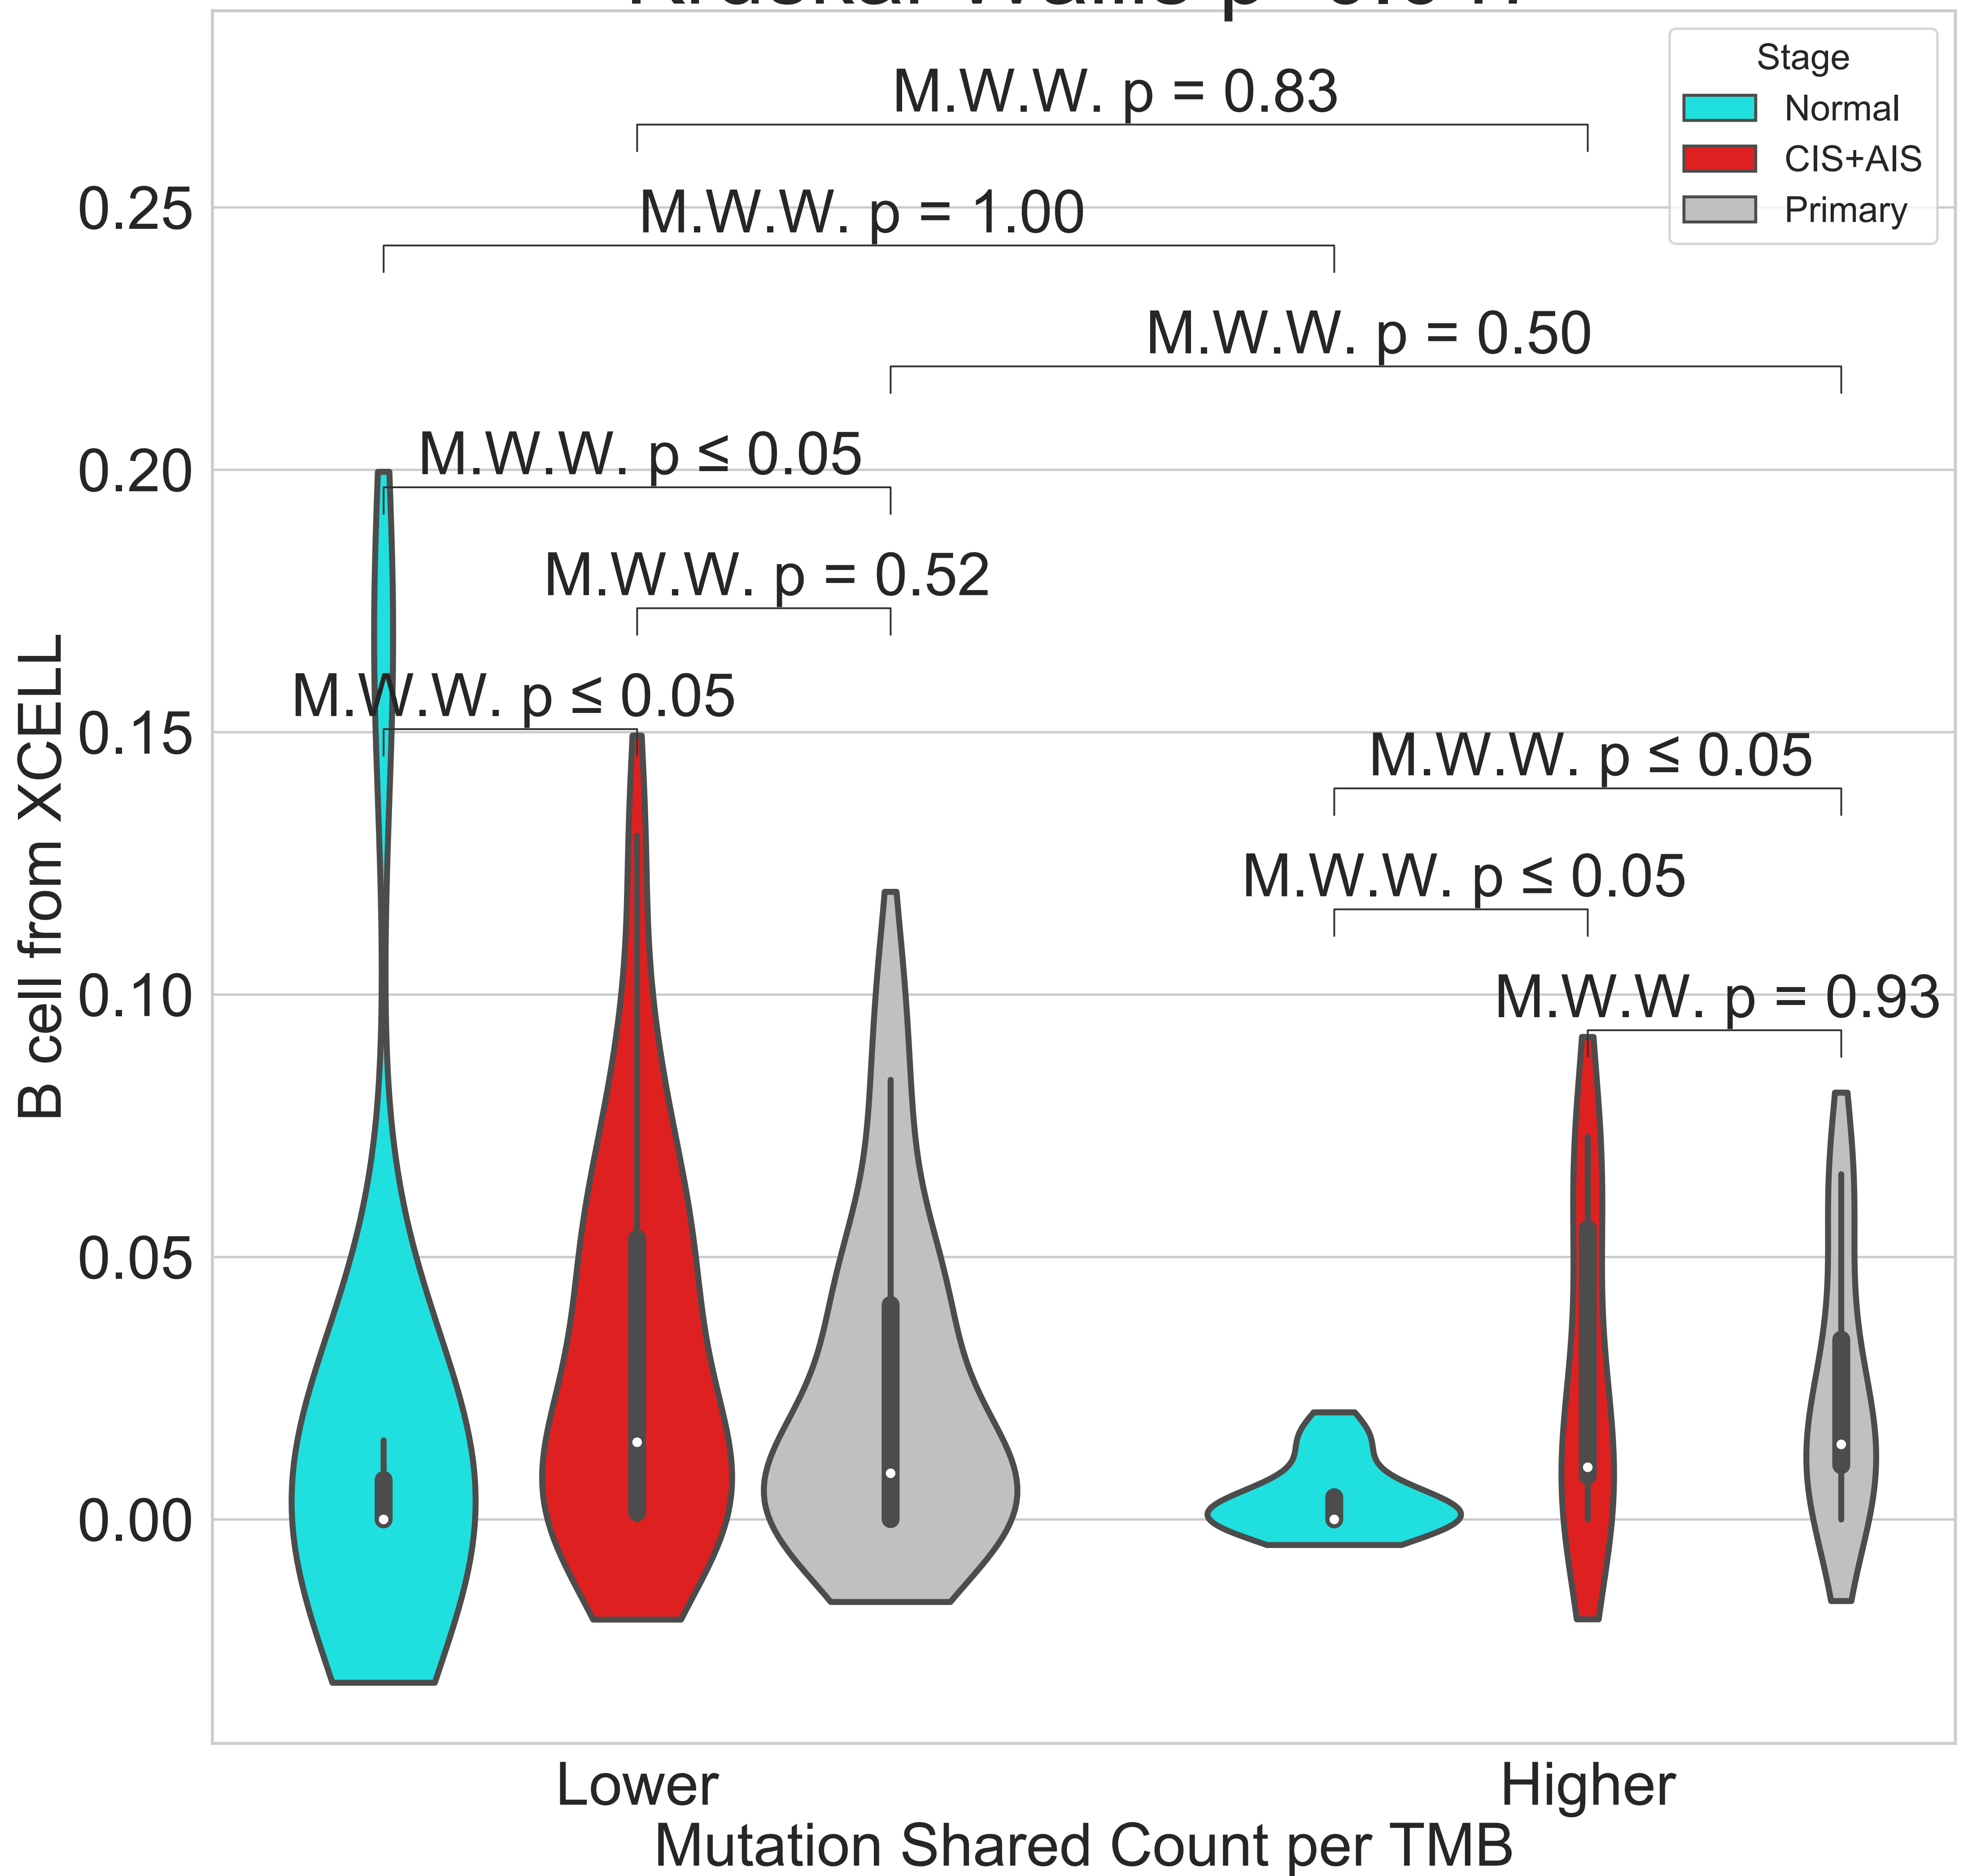 Stage
Normal
CIS+AIS
Primary
M.W.W. p = 0.83
M.W.W. p = 1.00
M.W.W. p = 0.50
M.W.W. p ≤ 0.05
M.W.W. p = 0.52
M.W.W. p ≤ 0.05
M.W.W. p ≤ 0.05
M.W.W. p ≤ 0.05
M.W.W. p = 0.93
B cell from XCELL
0.25
0.20
0.15
0.10
0.05
0.00
Lower
Higher
Mutation Shared Count per TMB